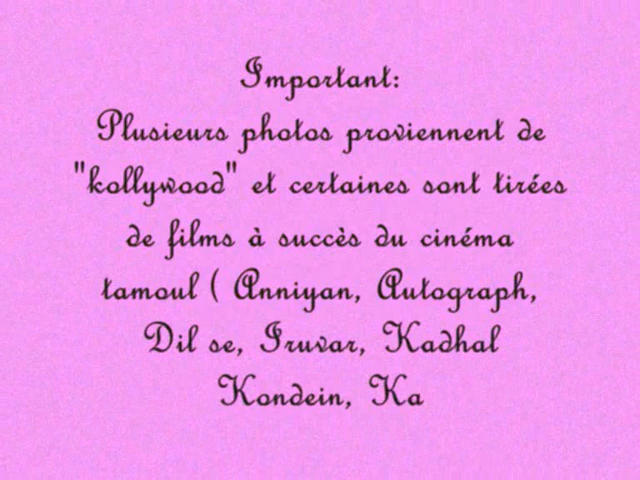 Important:
Plusieurs photos proviennent de
"kollywood" et certaines sont tirées
de films à succès du cinéma
tamoul ( Anniyan, Autograph,
Dil se, Iruvar, Kadhal
Kondein, Ka